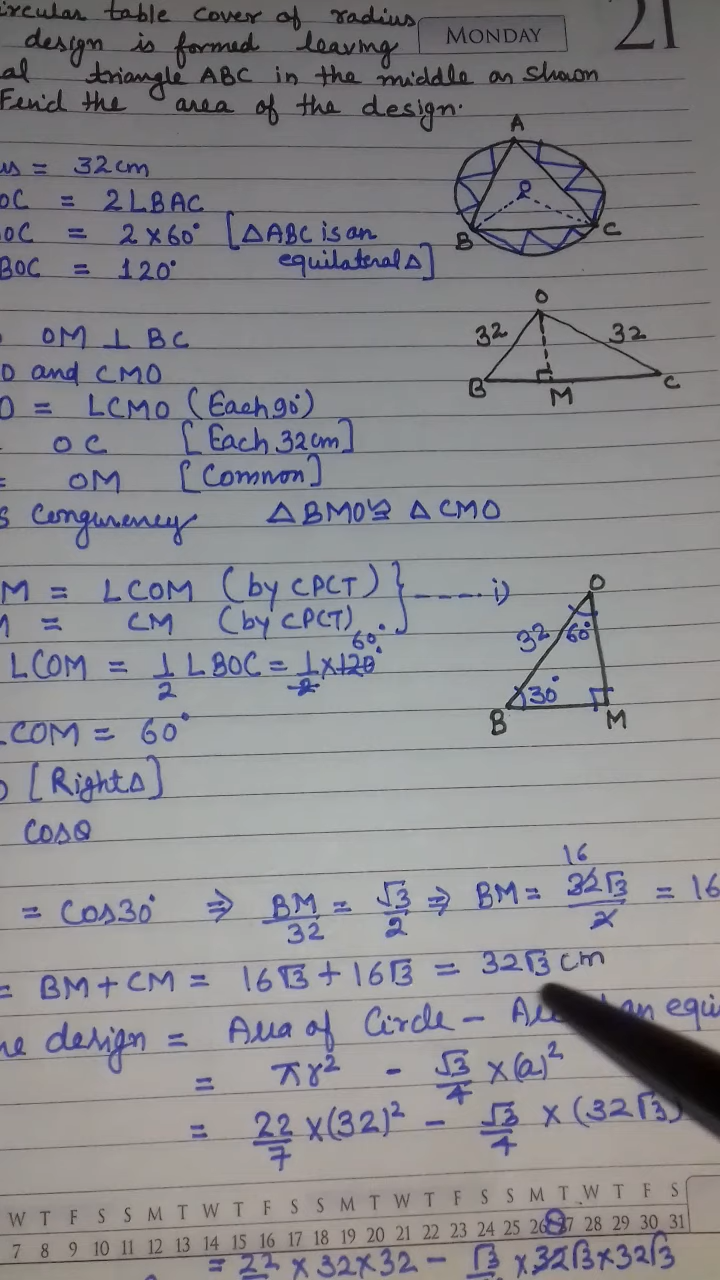 ircular table cover of radius
design is formed leaving
MONDAY
21
al triangle ABC in the middle as shown
Find the area of the design.
A
B
C
O
us = 32cm
OC = 2∠BAC
OC = 2×60° [△ABC is an
equilateral△]
BOC = 120°
OM ⊥ BC
O
32
32
B
M
C
O and CMO
O = ∠CMO (Each 90°)
OC [Each 32cm]
= OM [Common]
S Congurency △BMO≅△CMO
M = ∠COM (by CPCT)
M = CM (by CPCT)
} ----- i)
∠COM = 1/2 ∠BOC = 1/2×120° 60°
∠COM = 60°
O
32
60°
30°
B
M
O [Right△]
Cosθ
= Cos30° ⇒ BM/32 = √3/2 ⇒ BM = 32√3/2 = 16
16
= BM+CM = 16√3+16√3 = 32√3 cm
he design = Area of Circle - equi
= πr² - √3/4 ×(a)²
= 22/7 ×(32)² - √3/4 ×(32√3)
W T F S S M T W T F S S M T W T F S S M T W T F S
7 8 9 10 11 12 13 14 15 16 17 18 19 20 21 22 23 24 25 26 27 28 29 30 31
= 22 ×32×32 - √3 ×32√3×32√3